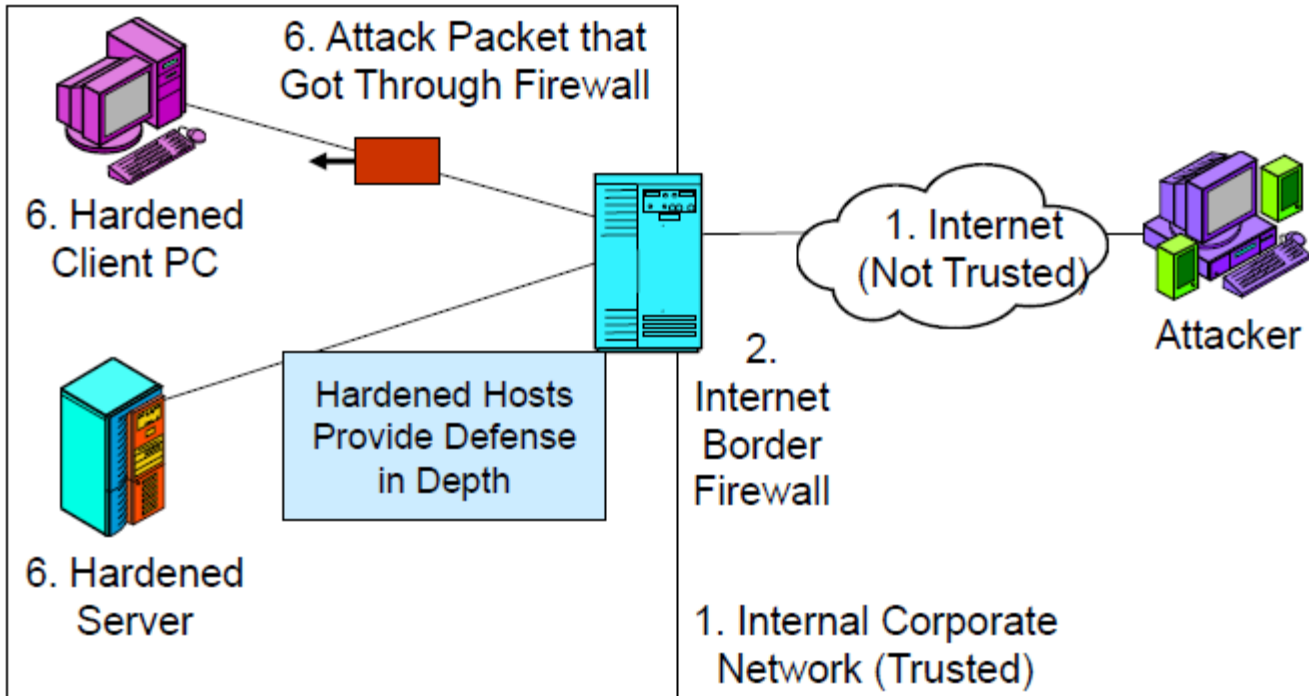 6. Attack Packet that
Got Through Firewall
6. Hardened
Client PC
1. Internet
(Not Trusted)
Attacker
2.
Internet
Border
Firewall
Hardened Hosts
Provide Defense
in Depth
6. Hardened
Server
1. Internal Corporate
Network (Trusted)